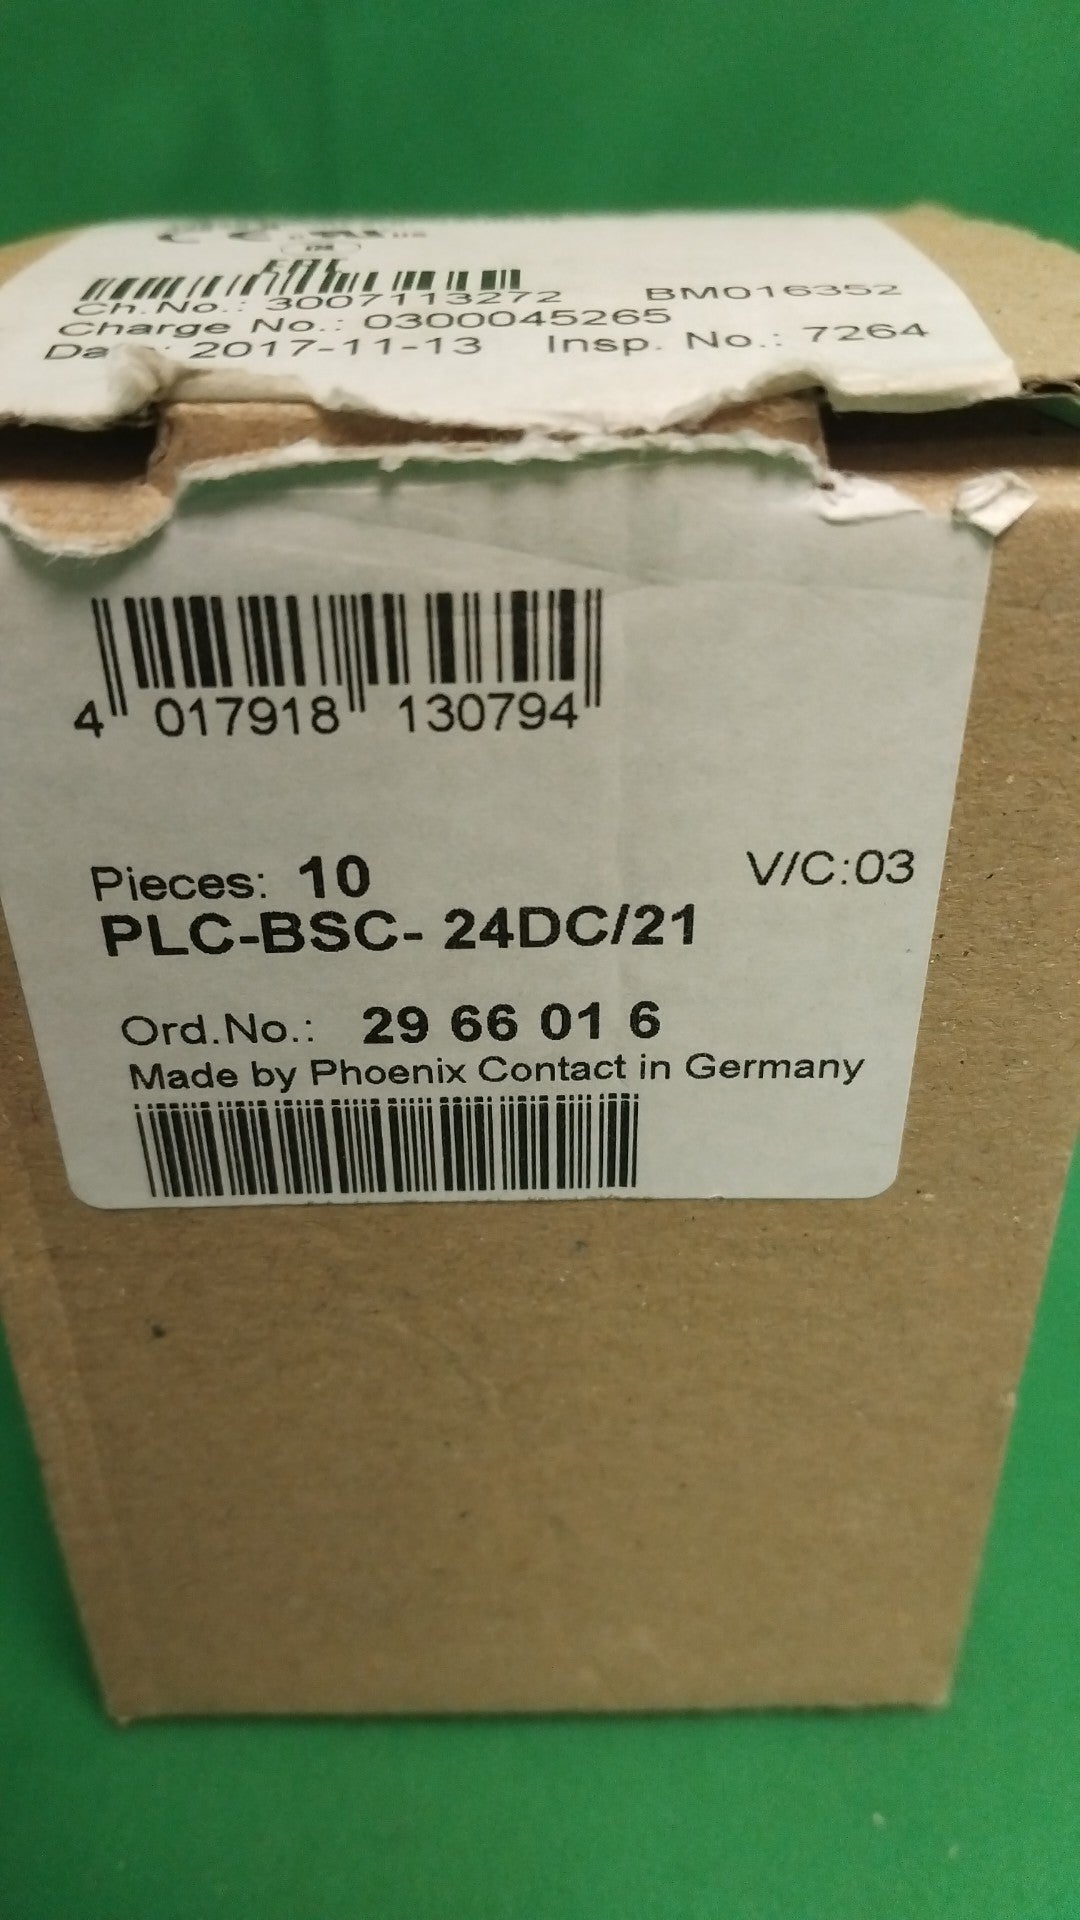 EAC
Ch.No.: 3007113272 BM016352
Charge No.: 0300045265
2017-11-13 Insp. No.: 7264
4 017918 130794
Pieces: 10 V/C:03
PLC-BSC- 24DC/21
Ord.No.: 29 66 01 6
Made by Phoenix Contact in Germany